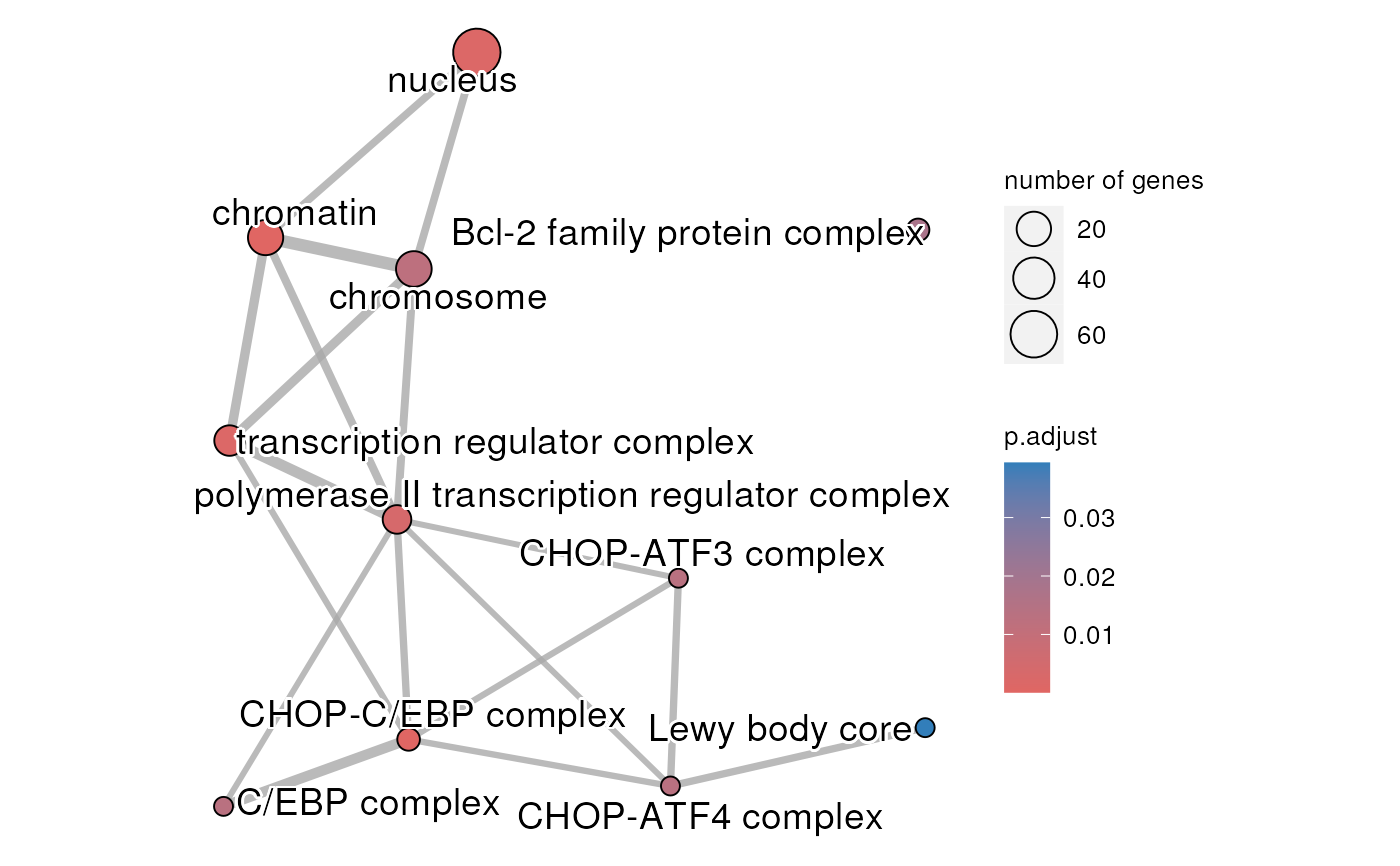 nucleus
chromatin
Bcl-2 family protein complex
chromosome
transcription regulator complex
polymerase II transcription regulator complex
CHOP-ATF3 complex
CHOP-C/EBP complex
Lewy body core
C/EBP complex
CHOP-ATF4 complex
number of genes
20
40
60
p.adjust
0.03
0.02
0.01